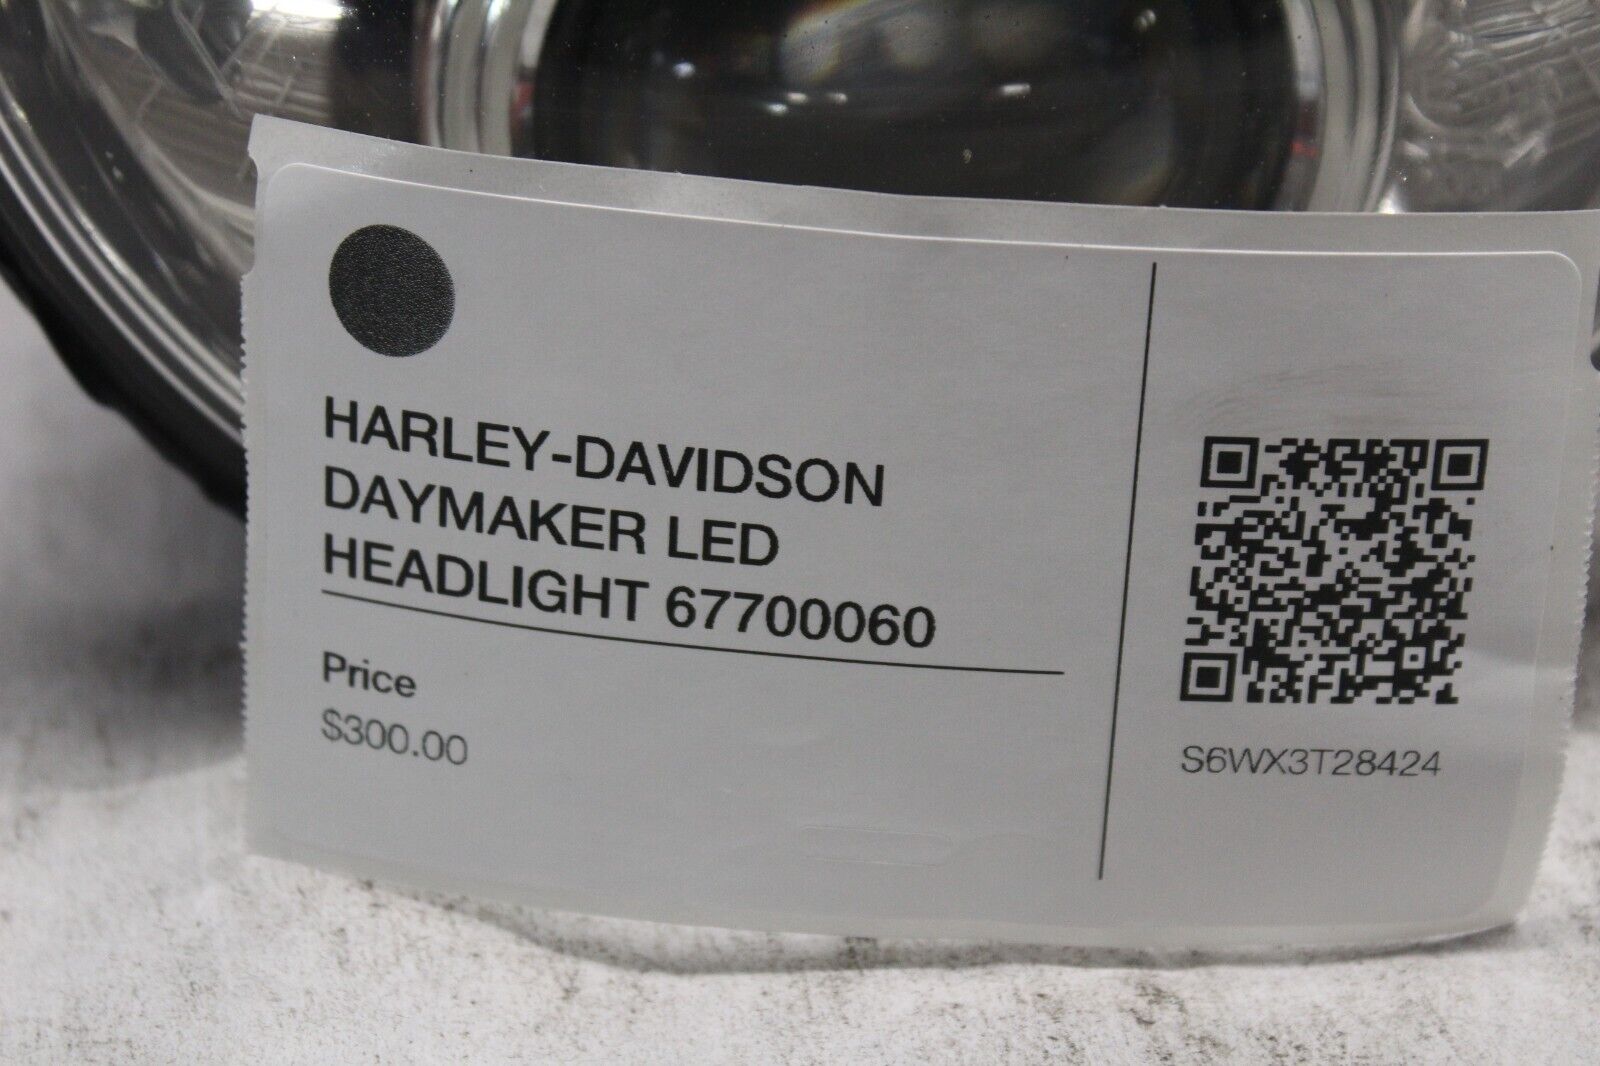 HARLEY-DAVIDSON
DAYMAKER LED
HEADLIGHT 67700060
Price
$300.00
S6WX3T28424